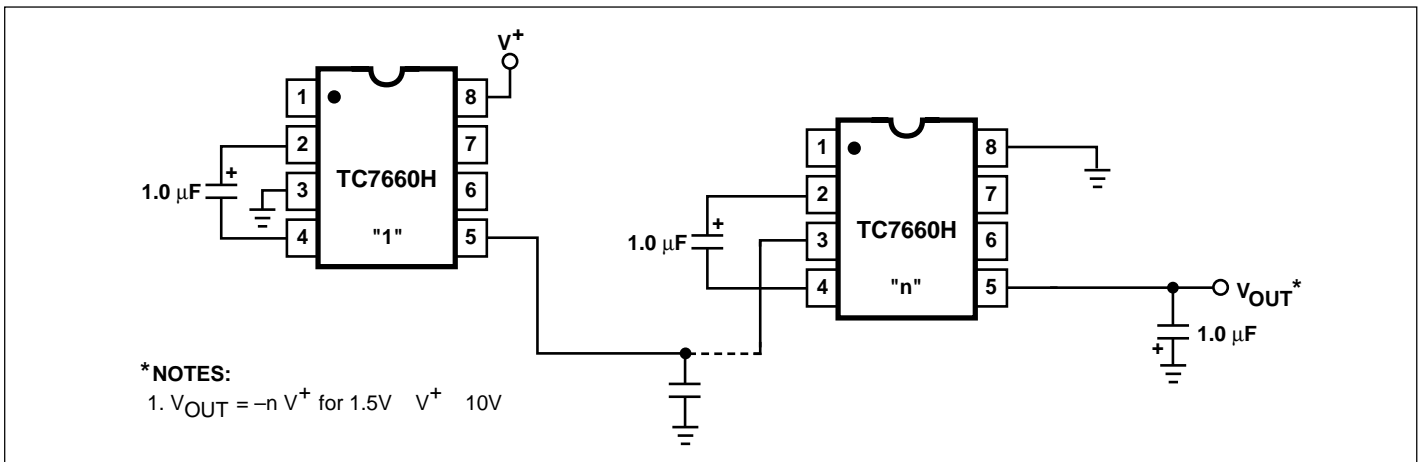 V+
1
2
3
4
8
7
6
5
TC7660H
"1"
+
1.0 µF
1
2
3
4
8
7
6
5
TC7660H
"n"
+
1.0 µF
VOUT*
1.0 µF
+
*NOTES:
1. VOUT = –n V+ for 1.5V V+ 10V